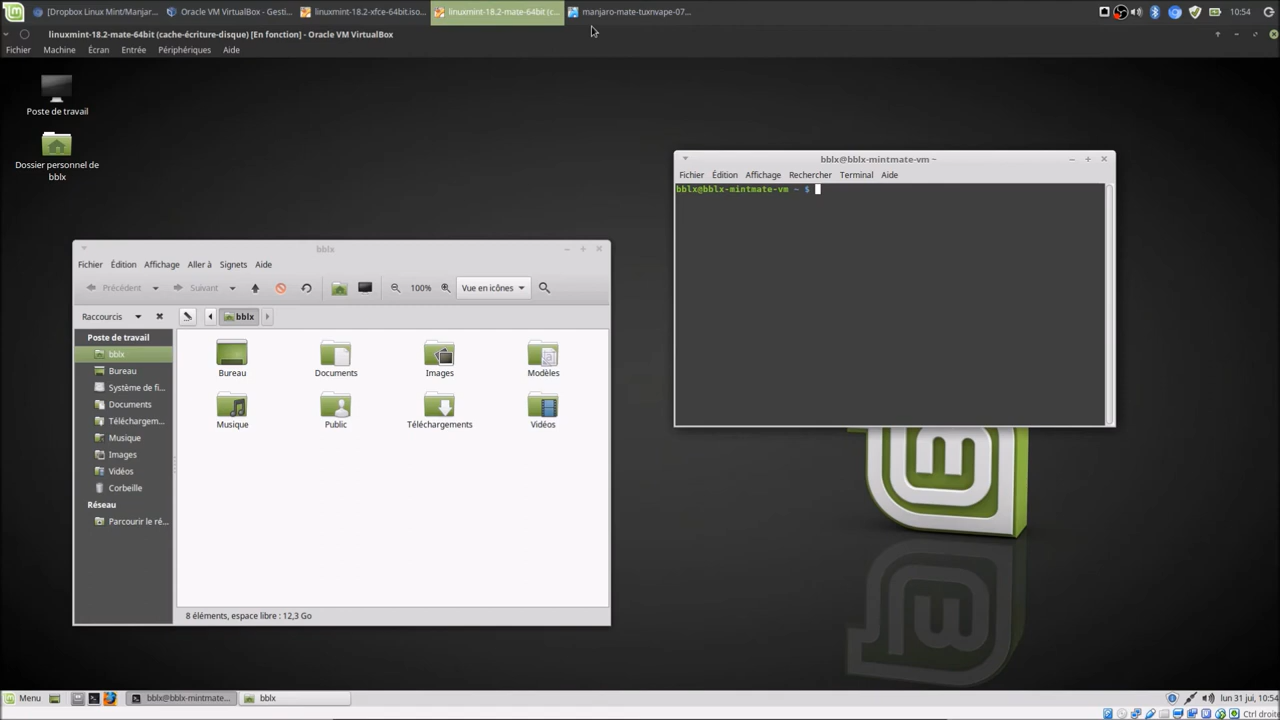 [Dropbox Linux Mint/Manjar...
Oracle VM VirtualBox - Gesti...
linuxmint-18.2-xfce-64bit.iso...
linuxmint-18.2-mate-64bit (c...
manjaro-mate-tuxnvape-07...
10:54
linuxmint-18.2-mate-64bit (cache-écriture-disque) [En fonction] - Oracle VM VirtualBox
Fichier Machine Écran Entrée Périphériques Aide
Poste de travail
Dossier personnel de
bblx
bblx@bblx-mintmate-vm ~
Fichier Édition Affichage Rechercher Terminal Aide
bblx@bblx-mintmate-vm ~ $
bblx
Fichier Édition Affichage Aller à Signets Aide
Précédent Suivant 100% Vue en icônes
Raccourcis bblx
Poste de travail
bblx
Bureau
Système de fi...
Documents
Téléchargem...
Musique
Images
Vidéos
Corbeille
Réseau
Parcourir le ré...
Bureau Documents Images Modèles
Musique Public Téléchargements Vidéos
8 éléments, espace libre : 12,3 Go
Menu bblx@bblx-mintmate... bblx lun 31 jui, 10:54
Ctrl droite